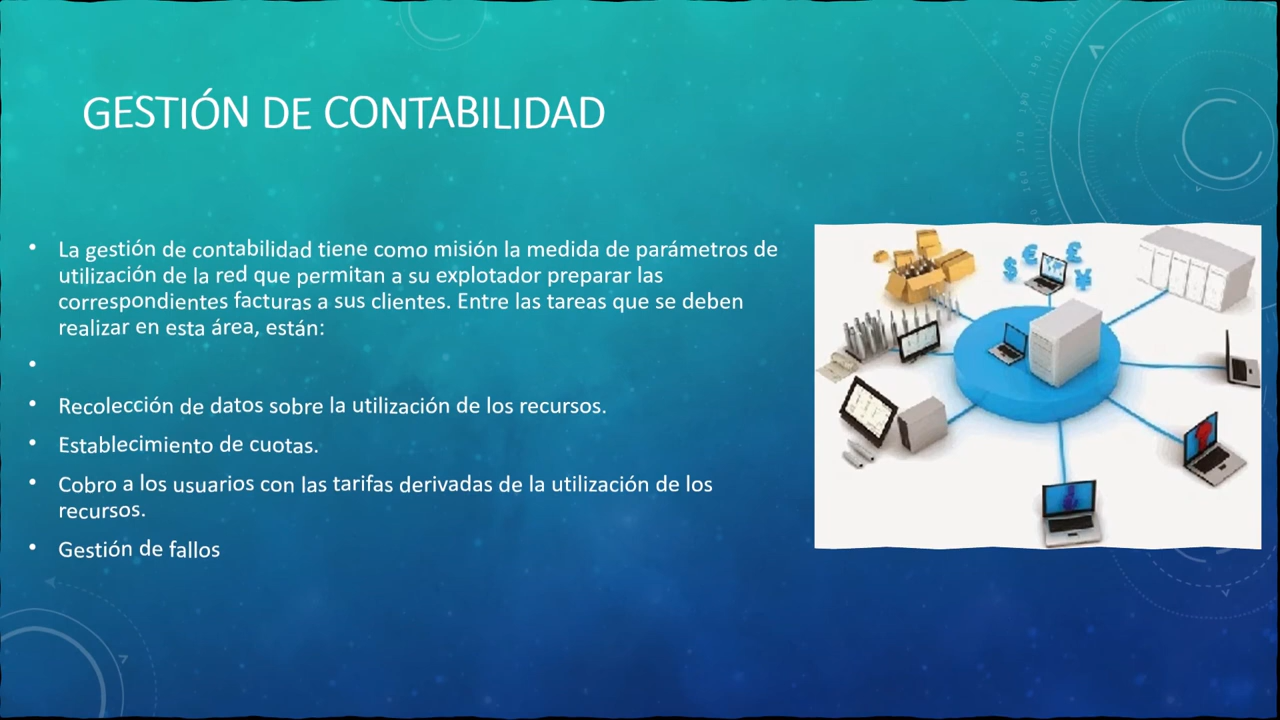 GESTIÓN DE CONTABILIDAD
• La gestión de contabilidad tiene como misión la medida de parámetros de
utilización de la red que permitan a su explotador preparar las
correspondientes facturas a sus clientes. Entre las tareas que se deben
realizar en esta área, están:
•
• Recolección de datos sobre la utilización de los recursos.
• Establecimiento de cuotas.
• Cobro a los usuarios con las tarifas derivadas de la utilización de los
recursos.
• Gestión de fallos
$ € £ ¥